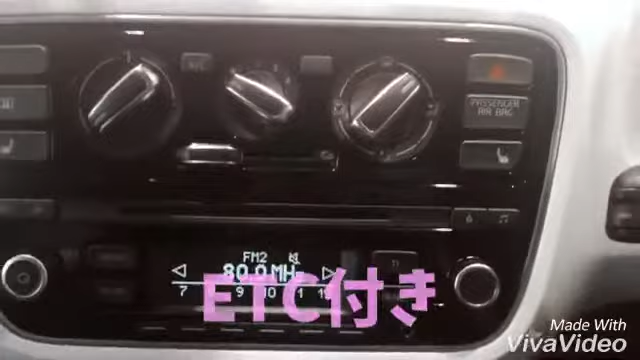 PASSENGER
AIR BAG
FM2
80.0MHz
ETC付き
Made With
VivaVideo